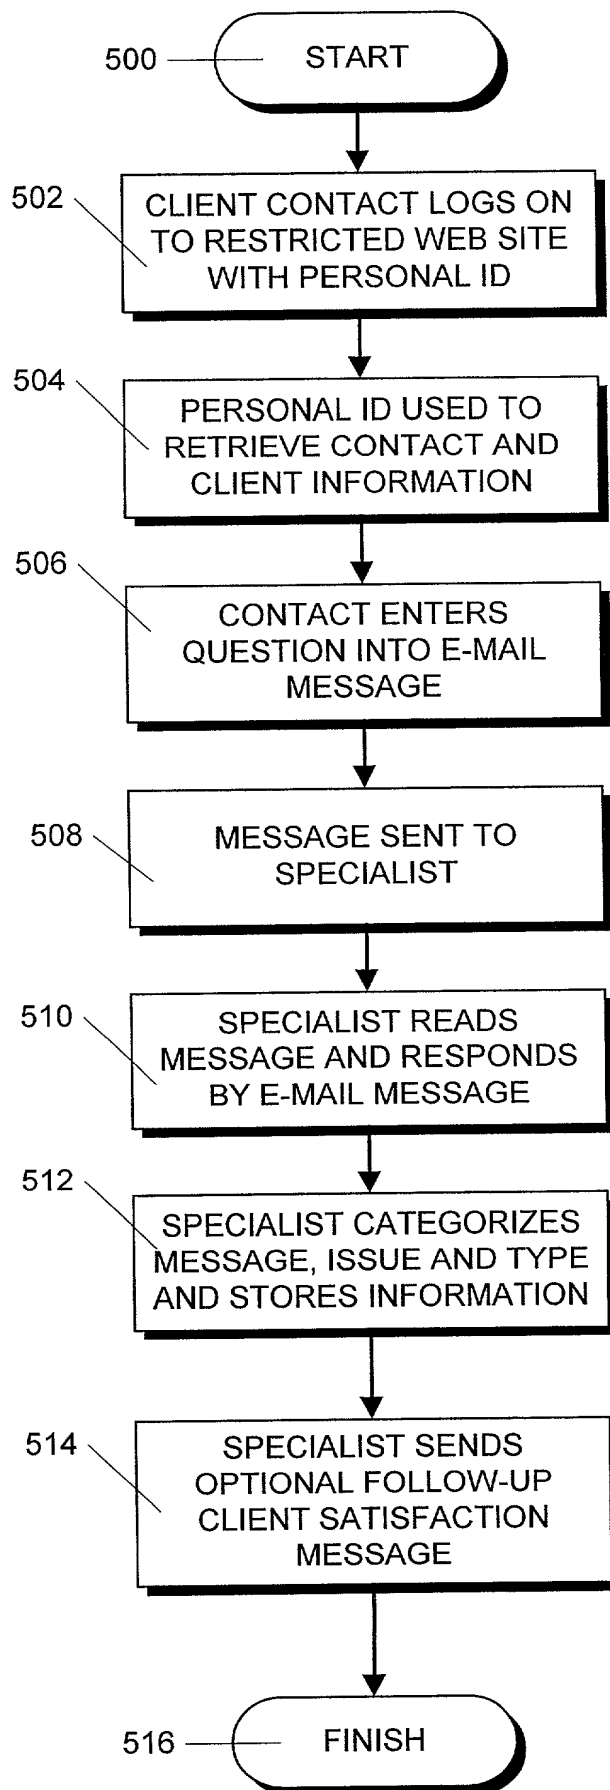 500
START
502
CLIENT CONTACT LOGS ON
TO RESTRICTED WEB SITE
WITH PERSONAL ID
504
PERSONAL ID USED TO
RETRIEVE CONTACT AND
CLIENT INFORMATION
506
CONTACT ENTERS
QUESTION INTO E-MAIL
MESSAGE
508
MESSAGE SENT TO
SPECIALIST
510
SPECIALIST READS
MESSAGE AND RESPONDS
BY E-MAIL MESSAGE
512
SPECIALIST CATEGORIZES
MESSAGE, ISSUE AND TYPE
AND STORES INFORMATION
514
SPECIALIST SENDS
OPTIONAL FOLLOW-UP
CLIENT SATISFACTION
MESSAGE
516
FINISH